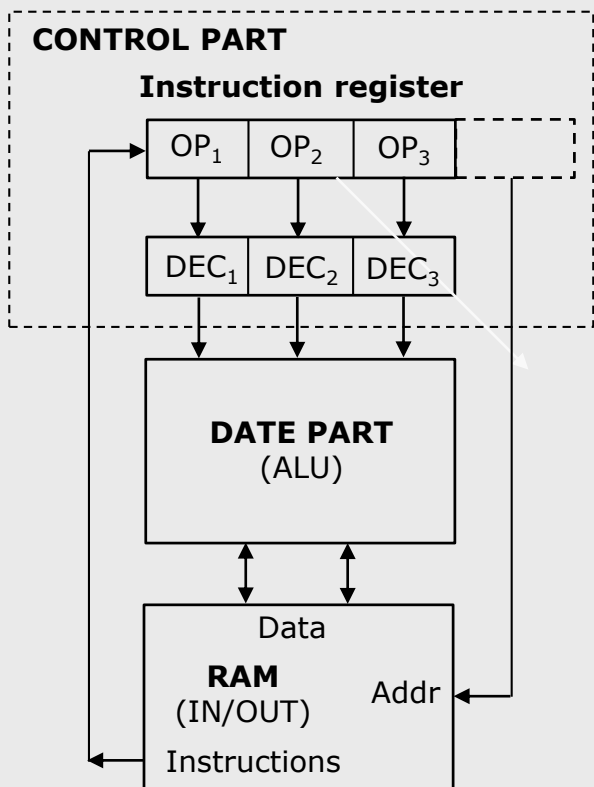 CONTROL PART
Instruction register
OP₁ OP₂ OP₃
DEC₁ DEC₂ DEC₃
DATE PART
(ALU)
Data
RAM
(IN/OUT)
Addr
Instructions